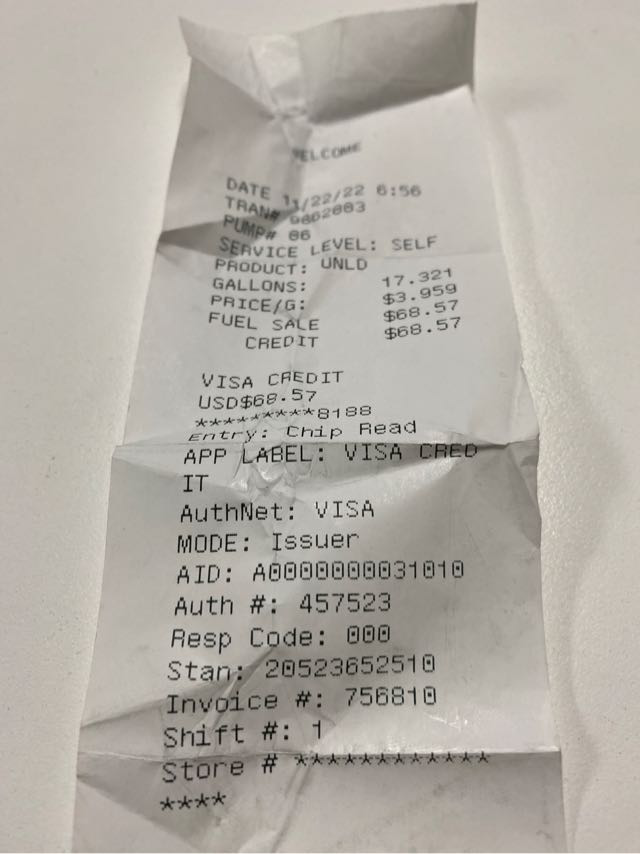 WELCOME
DATE 11/22/22 6:56
TRAN# 9862083
PUMP# 06
SERVICE LEVEL: SELF
PRODUCT: UNLD
GALLONS: 17.321
PRICE/G: $3.959
FUEL SALE $68.57
CREDIT $68.57
VISA CREDIT
USD$68.57
*********8188
Entry: Chip Read
APP LABEL: VISA CRED
IT
AuthNet: VISA
MODE: Issuer
AID: A0000000031010
Auth #: 457523
Resp Code: 000
Stan: 20523652510
Invoice #: 756810
Shift #: 1
Store # ************
****